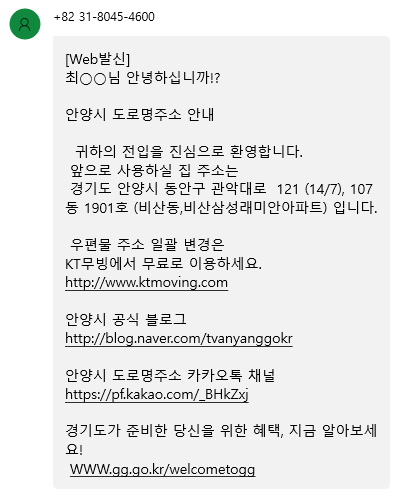 +82 31-8045-4600
[Web발신]
최○○님 안녕하십니까!?
안양시 도로명주소 안내
귀하의 전입을 진심으로 환영합니다.
앞으로 사용하실 집 주소는
경기도 안양시 동안구 관악대로 121 (14/7), 107
동 1901호 (비산동,비산삼성래미안아파트) 입니다.
우편물 주소 일괄 변경은
KT무빙에서 무료로 이용하세요.
http://www.ktmoving.com
안양시 공식 블로그
http://blog.naver.com/tvanyanggokr
안양시 도로명주소 카카오톡 채널
https://pf.kakao.com/_BHkZxj
경기도가 준비한 당신을 위한 혜택, 지금 알아보세
요!
WWW.gg.go.kr/welcometogg